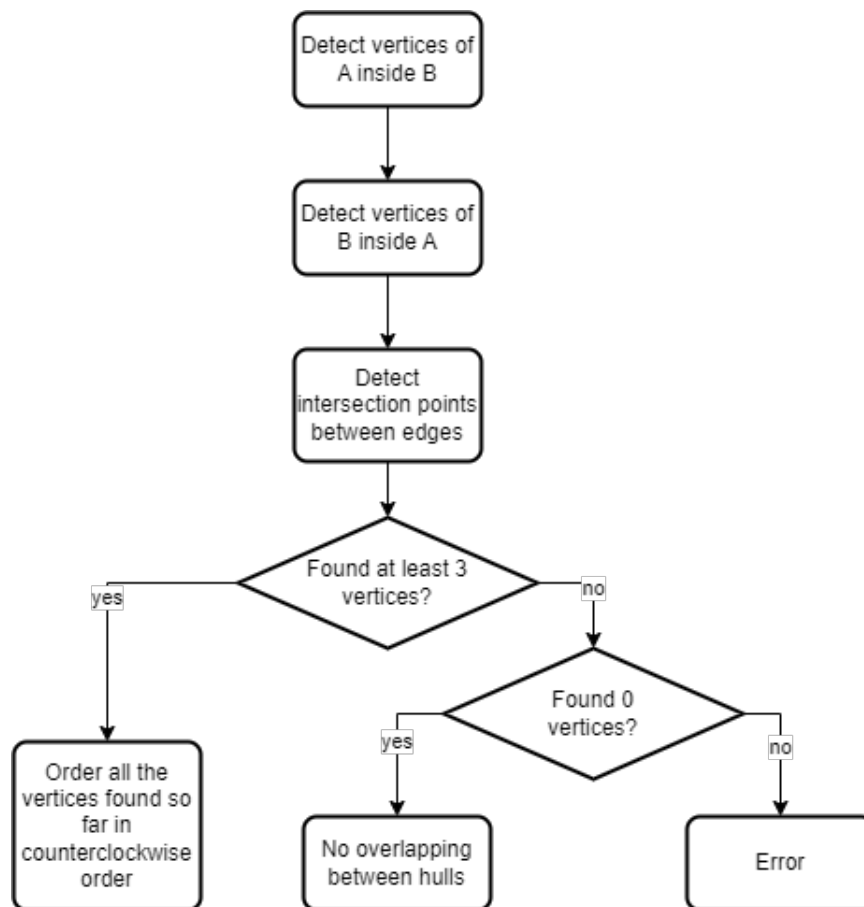 Detect vertices of
A inside B
Detect vertices of
B inside A
Detect
intersection points
between edges
Found at least 3
vertices?
yes
no
Found 0
vertices?
yes
no
Order all the
vertices found so
far in
counterclockwise
order
No overlapping
between hulls
Error